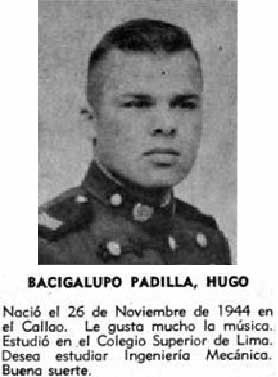 BACIGALUPO PADILLA, HUGO
Nació el 26 de Noviembre de 1944 en
el Callao. Le gusta mucho la música.
Estudió en el Colegio Superior de Lima.
Desea estudiar Ingeniería Mecánica.
Buena suerte.